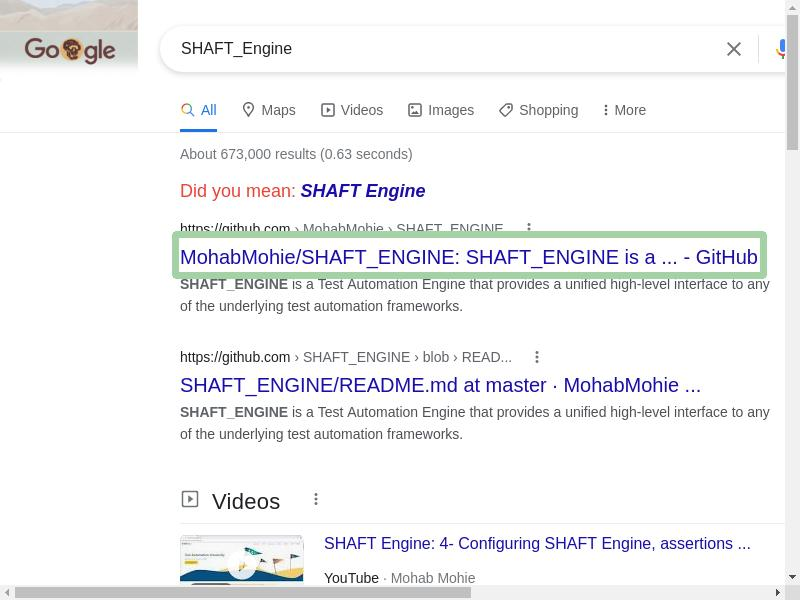 Google
SHAFT_Engine
All
Maps
Videos
Images
Shopping
More
About 673,000 results (0.63 seconds)
Did you mean: SHAFT Engine
https://github.com › MohabMohie › SHAFT_ENGINE
MohabMohie/SHAFT_ENGINE: SHAFT_ENGINE is a ... - GitHub
SHAFT_ENGINE is a Test Automation Engine that provides a unified high-level interface to any
of the underlying test automation frameworks.
https://github.com › SHAFT_ENGINE › blob › READ...
SHAFT_ENGINE/README.md at master · MohabMohie ...
SHAFT_ENGINE is a Test Automation Engine that provides a unified high-level interface to any
of the underlying test automation frameworks.
Videos
SHAFT Engine: 4- Configuring SHAFT Engine, assertions ...
YouTube · Mohab Mohie